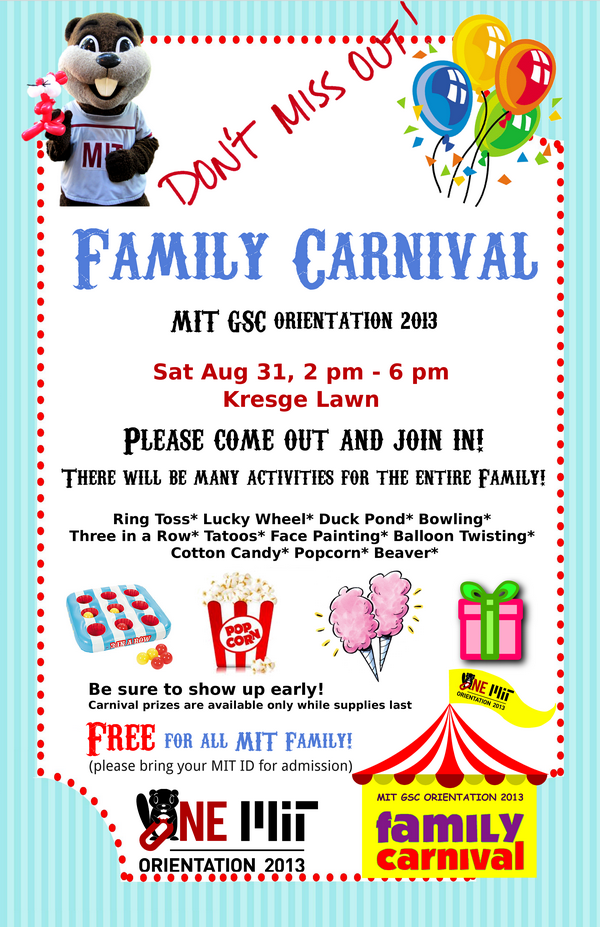 DON'T MISS OUT!
MIT
FAMILY CARNIVAL
MIT GSC ORIENTATION 2013
Sat Aug 31, 2 pm - 6 pm
Kresge Lawn
PLEASE COME OUT AND JOIN IN!
THERE WILL BE MANY ACTIVITIES FOR THE ENTIRE FAMILY!
Ring Toss* Lucky Wheel* Duck Pond* Bowling*
Three in a Row* Tatoos* Face Painting* Balloon Twisting*
Cotton Candy* Popcorn* Beaver*
3 IN A ROW
POP
CORN
Be sure to show up early!
Carnival prizes are available only while supplies last
ONE MIT
ORIENTATION 2013
FREE FOR ALL MIT FAMILY!
(please bring your MIT ID for admission)
ONE MIT
ORIENTATION 2013
MIT GSC ORIENTATION 2013
family
carnival